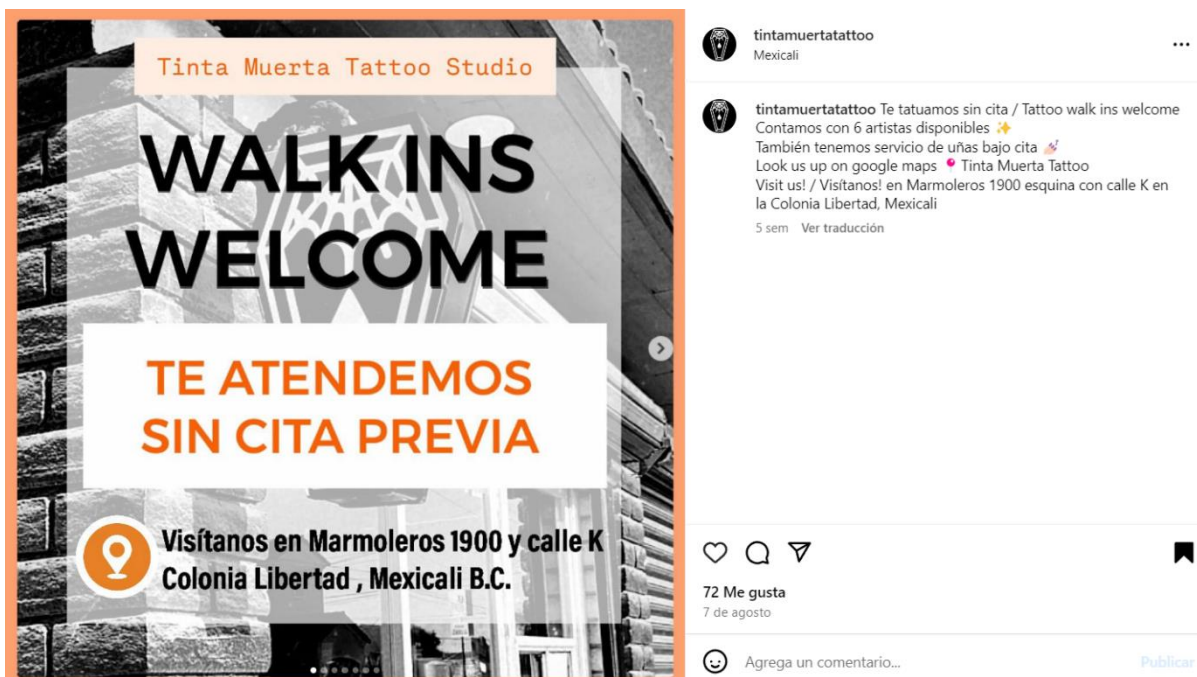 Tinta Muerta Tattoo Studio
WALK INS
WELCOME
TE ATENDEMOS
SIN CITA PREVIA
Visítanos en Marmoleros 1900 y calle K
Colonia Libertad , Mexicali B.C.
tintamuertatattoo
Mexicali
tintamuertatattoo Te tatuamos sin cita / Tattoo walk ins welcome
Contamos con 6 artistas disponibles ✨
También tenemos servicio de uñas bajo cita 💅🏻
Look us up on google maps 📍 Tinta Muerta Tattoo
Visit us! / Visítanos! en Marmoleros 1900 esquina con calle K en
la Colonia Libertad, Mexicali
5 sem Ver traducción
72 Me gusta
7 de agosto
Agrega un comentario...
Publicar